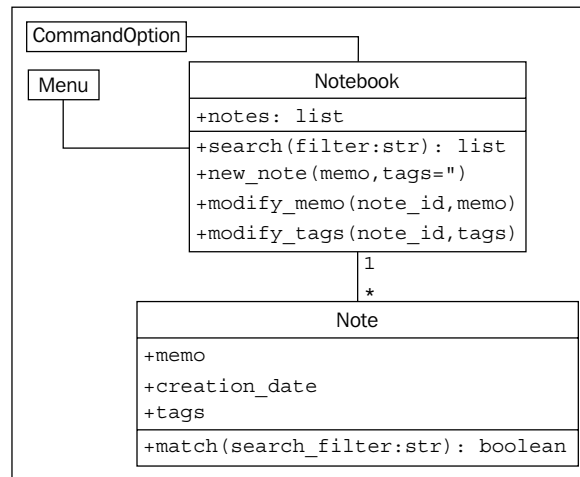 CommandOption
Menu
Notebook
+notes: list
+search(filter:str): list
+new_note(memo,tags=")
+modify_memo(note_id,memo)
+modify_tags(note_id,tags)
1
*
Note
+memo
+creation_date
+tags
+match(search_filter:str): boolean